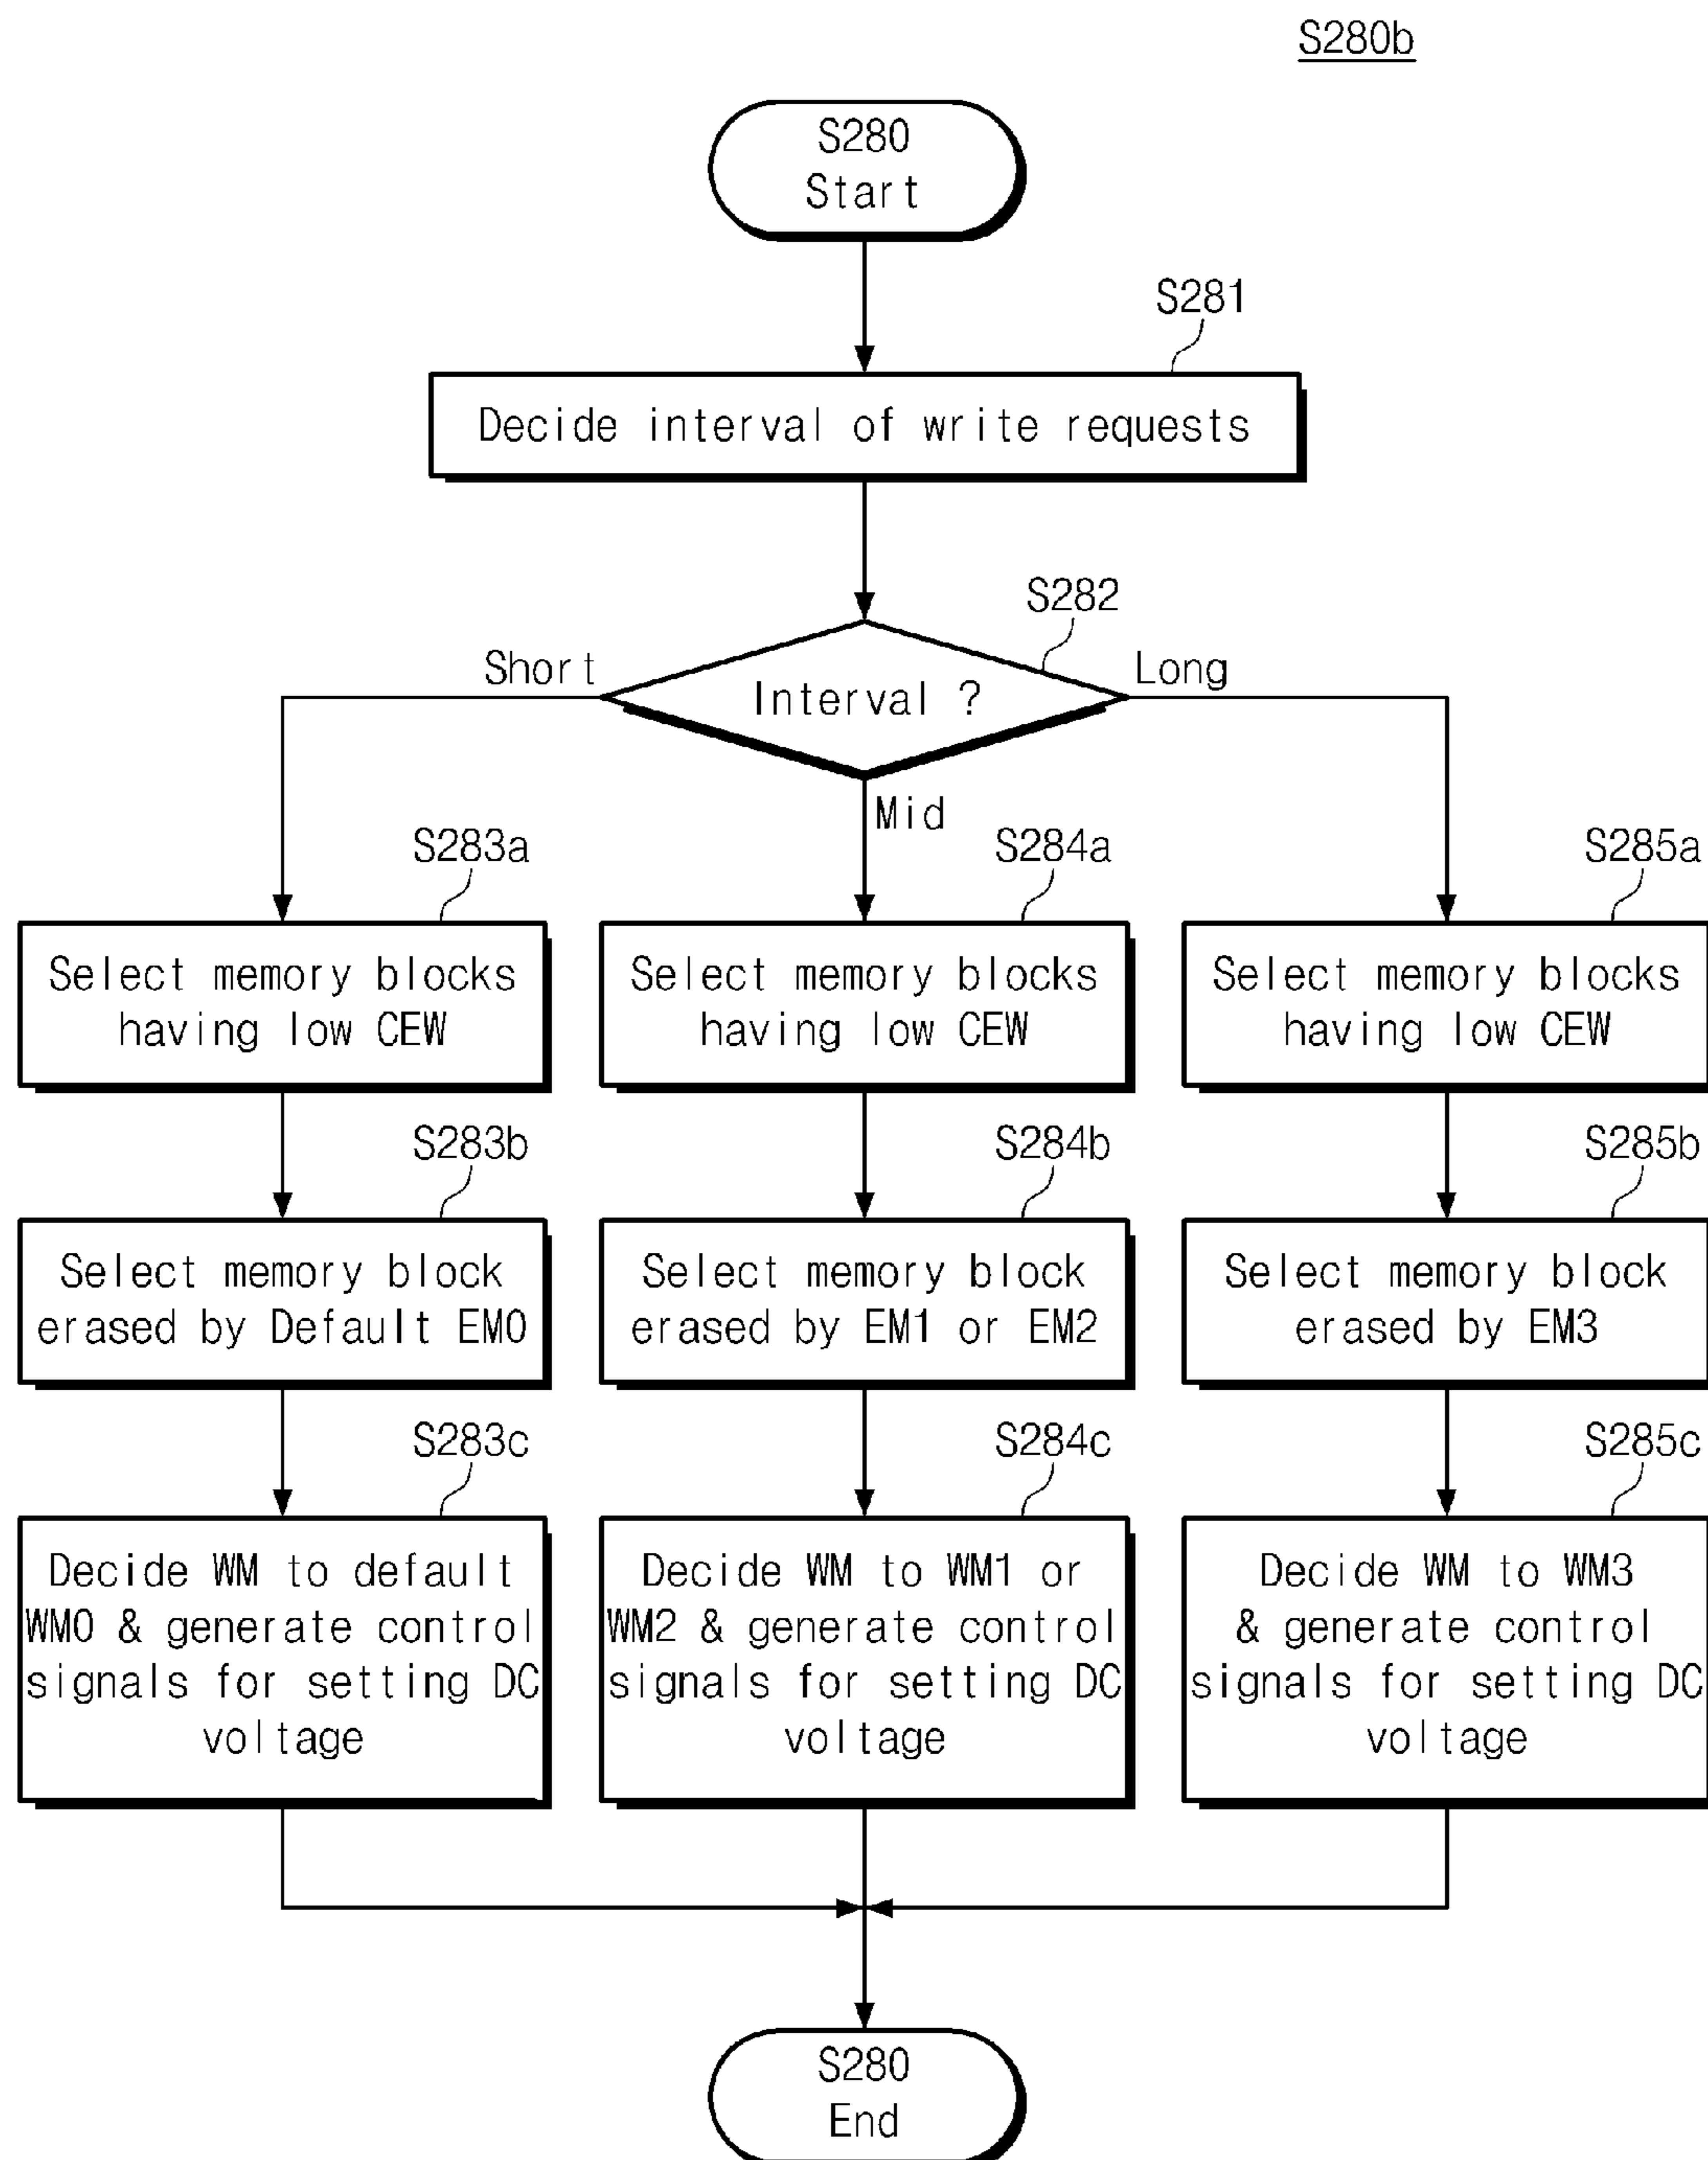 S280b
S280
Start
S281
Decide interval of write requests
S282
Short
Interval ?
Long
Mid
S283a
S284a
S285a
Select memory blocks
having low CEW
Select memory blocks
having low CEW
Select memory blocks
having low CEW
S283b
S284b
S285b
Select memory block
erased by Default EM0
Select memory block
erased by EM1 or EM2
Select memory block
erased by EM3
S283c
S284c
S285c
Decide WM to default
WM0 & generate control
signals for setting DC
voltage
Decide WM to WM1 or
WM2 & generate control
signals for setting DC
voltage
Decide WM to WM3
& generate control
signals for setting DC
voltage
S280
End